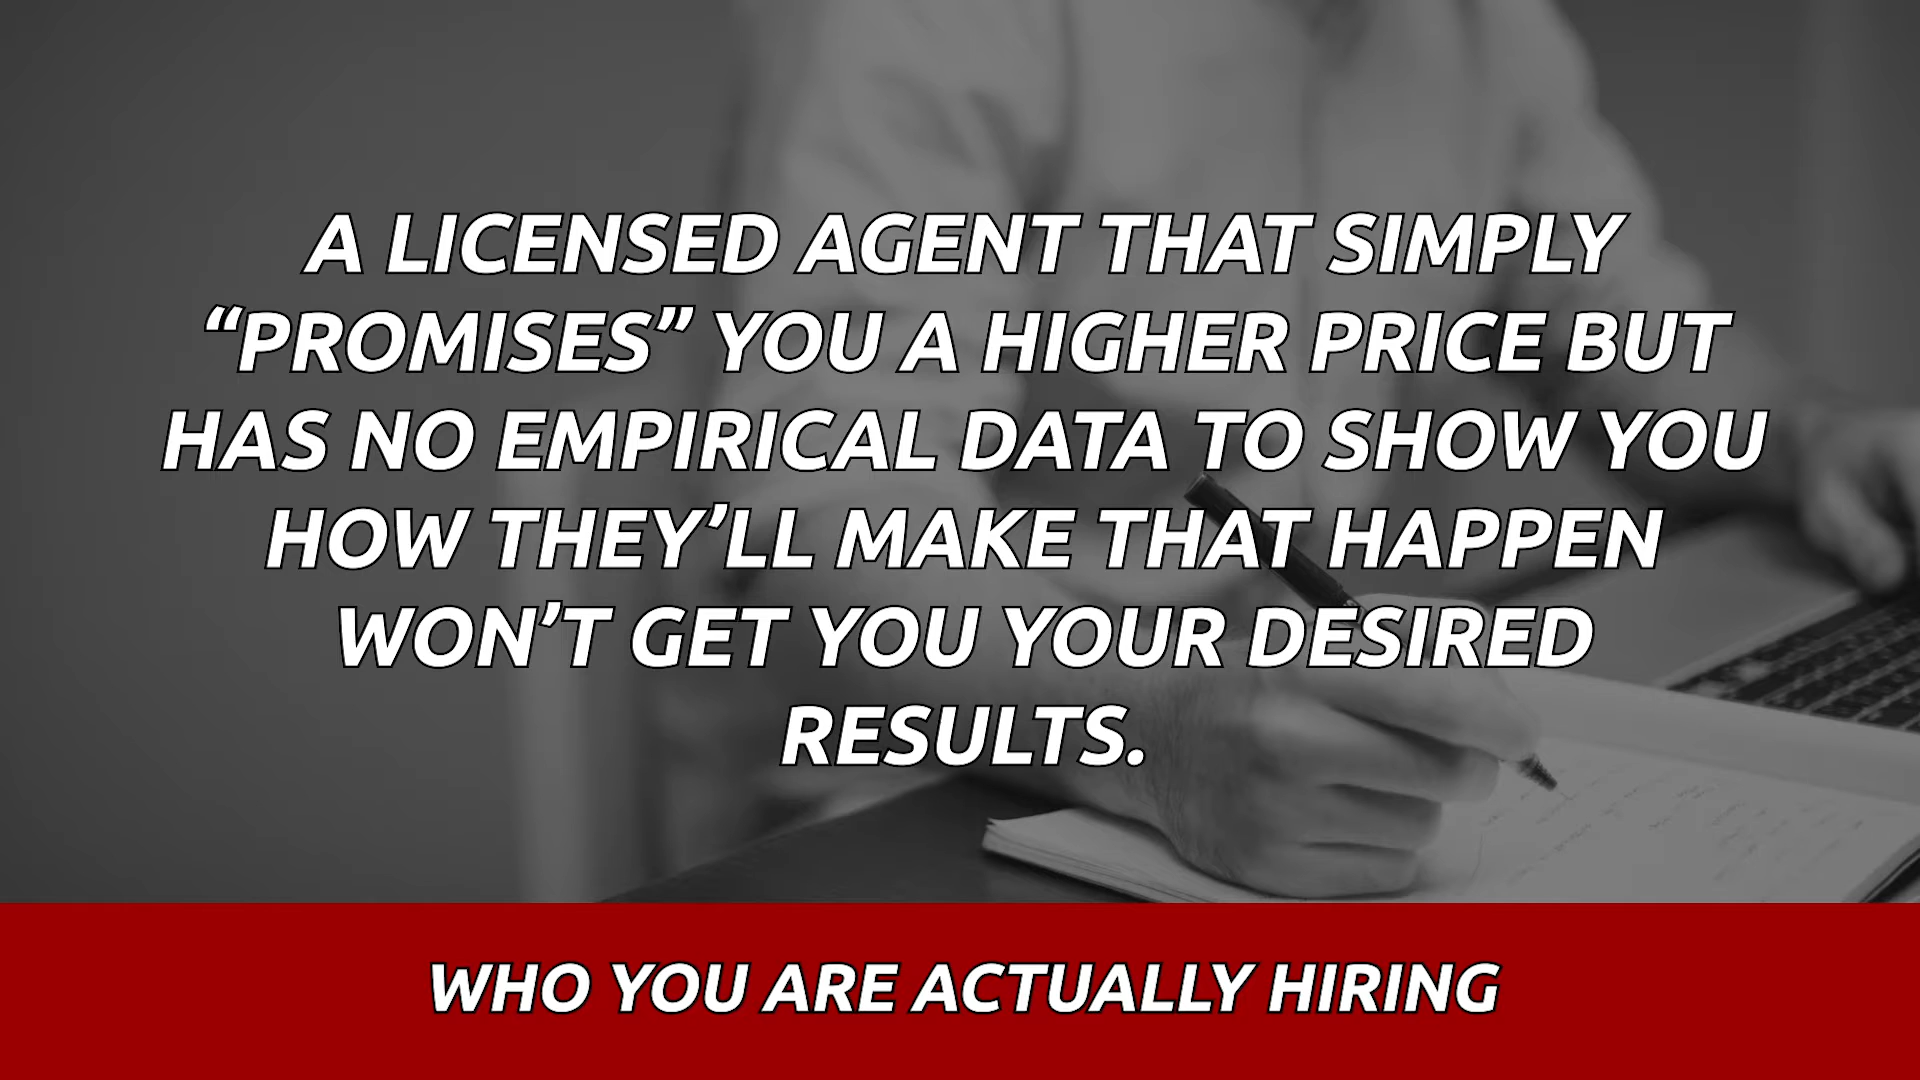 A LICENSED AGENT THAT SIMPLY
“PROMISES” YOU A HIGHER PRICE BUT
HAS NO EMPIRICAL DATA TO SHOW YOU
HOW THEY’LL MAKE THAT HAPPEN
WON’T GET YOU YOUR DESIRED
RESULTS.
WHO YOU ARE ACTUALLY HIRING